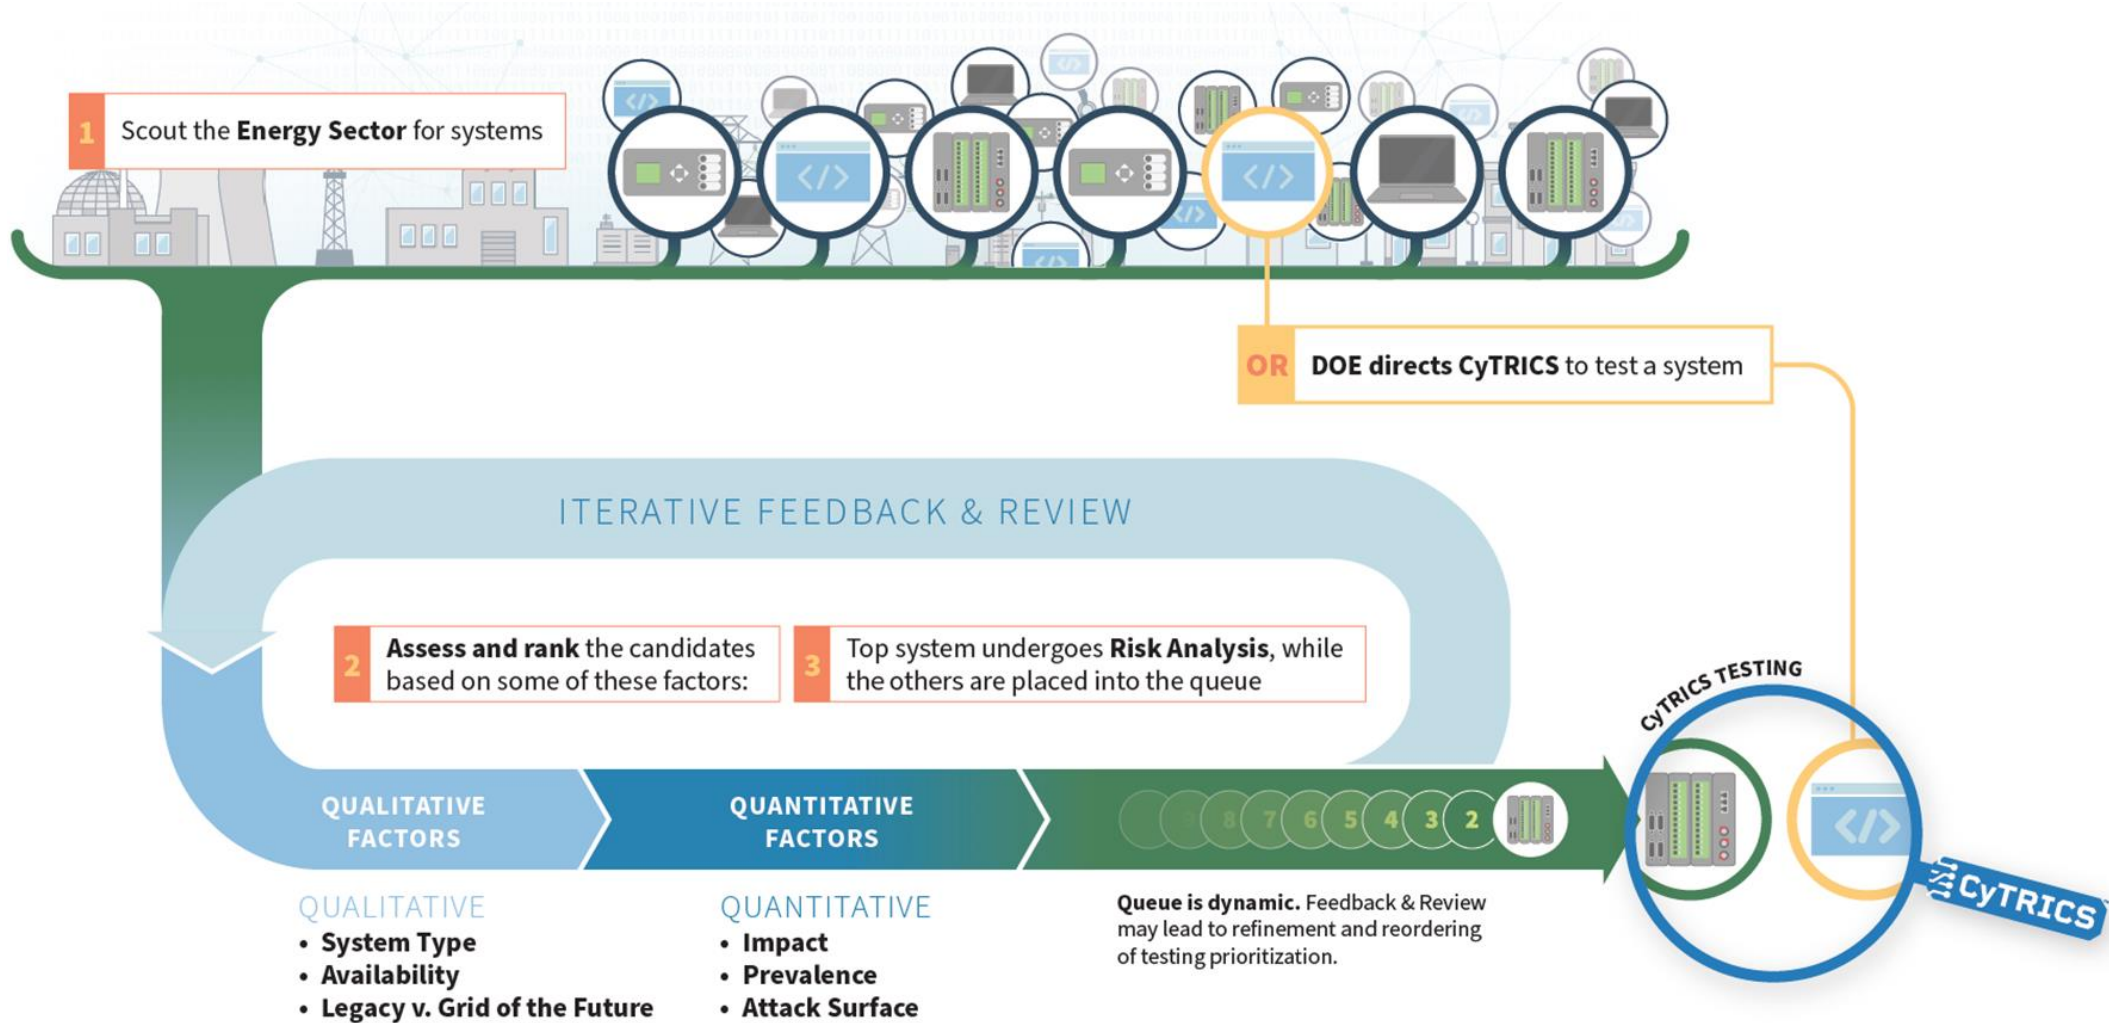 1 Scout the Energy Sector for systems
OR DOE directs CyTRICS to test a system
ITERATIVE FEEDBACK & REVIEW
2 Assess and rank the candidates
based on some of these factors:
3 Top system undergoes Risk Analysis, while
the others are placed into the queue
CyTRICS TESTING
QUALITATIVE
FACTORS
QUANTITATIVE
FACTORS
9 8 7 6 5 4 3 2
QUALITATIVE
• System Type
• Availability
• Legacy v. Grid of the Future
QUANTITATIVE
• Impact
• Prevalence
• Attack Surface
Queue is dynamic. Feedback & Review
may lead to refinement and reordering
of testing prioritization.
</>
</>
</>
</>
</>
</>
</>
</>
</>
</>
CyTRICS